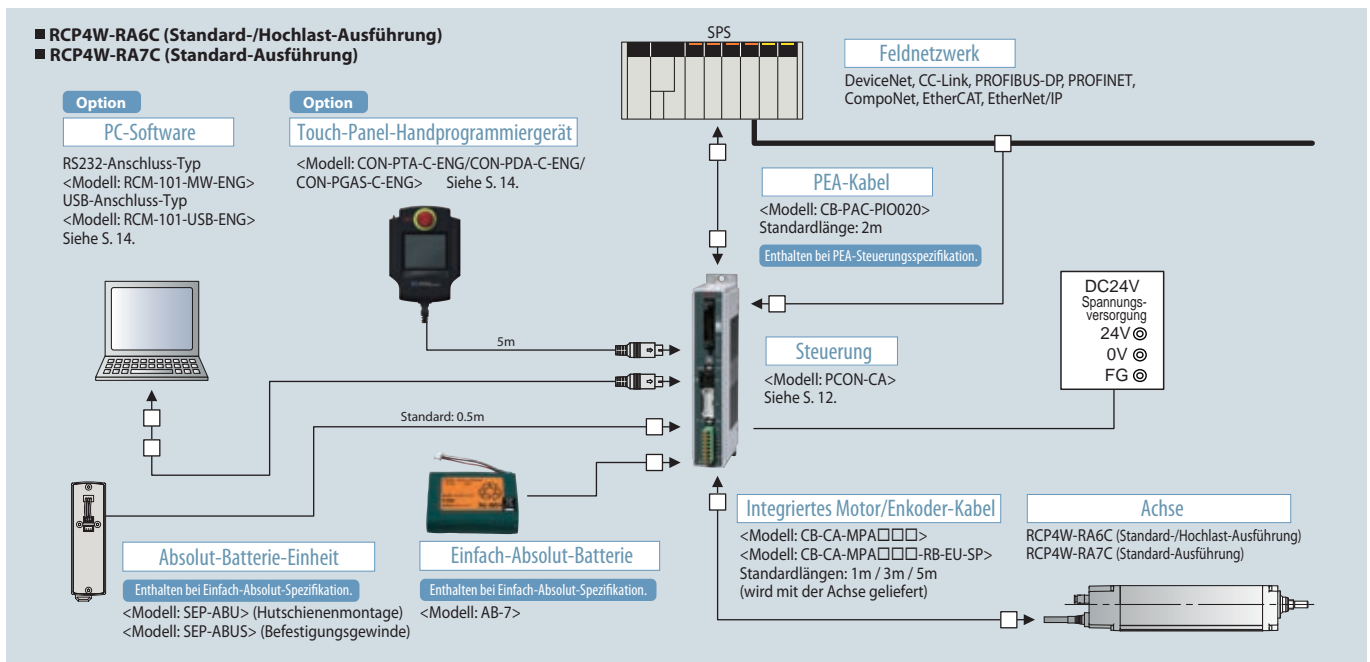 ■ RCP4W-RA6C (Standard-/Hochlast-Ausführung)
■ RCP4W-RA7C (Standard-Ausführung)
Option
PC-Software
RS232-Anschluss-Typ
<Modell: RCM-101-MW-ENG>
USB-Anschluss-Typ
<Modell: RCM-101-USB-ENG>
Siehe S. 14.
Option
Touch-Panel-Handprogrammiergerät
<Modell: CON-PTA-C-ENG/CON-PDA-C-ENG/
CON-PGAS-C-ENG> Siehe S. 14.
SPS
Feldnetzwerk
DeviceNet, CC-Link, PROFIBUS-DP, PROFINET,
CompoNet, EtherCAT, EtherNet/IP
PEA-Kabel
<Modell: CB-PAC-PIO020>
Standardlänge: 2m
Enthalten bei PEA-Steuerungsspezifikation.
5m
Steuerung
<Modell: PCON-CA>
Siehe S. 12.
DC24V
Spannungs-
versorgung
24V
0V
FG
Standard: 0.5m
Absolut-Batterie-Einheit
Enthalten bei Einfach-Absolut-Spezifikation.
<Modell: SEP-ABU> (Hutschienenmontage)
<Modell: SEP-ABUS> (Befestigungsgewinde)
Einfach-Absolut-Batterie
Enthalten bei Einfach-Absolut-Spezifikation.
<Modell: AB-7>
Integriertes Motor/Enkoder-Kabel
<Modell: CB-CA-MPA□□□>
<Modell: CB-CA-MPA□□□-RB-EU-SP>
Standardlängen: 1m / 3m / 5m
(wird mit der Achse geliefert)
Achse
RCP4W-RA6C (Standard-/Hochlast-Ausführung)
RCP4W-RA7C (Standard-Ausführung)